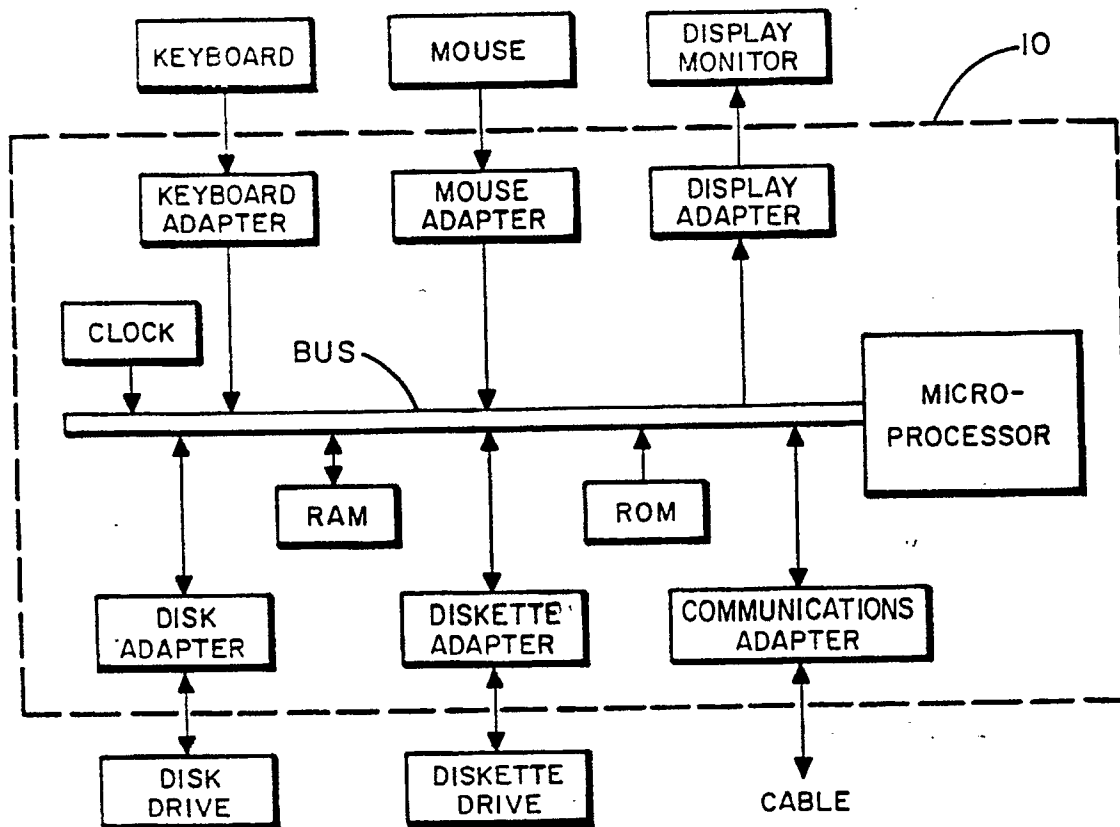 KEYBOARD
MOUSE
DISPLAY
MONITOR
10
KEYBOARD
ADAPTER
MOUSE
ADAPTER
DISPLAY
ADAPTER
CLOCK
BUS
MICRO-
PROCESSOR
RAM
ROM
DISK
ADAPTER
DISKETTE
ADAPTER
COMMUNICATIONS
ADAPTER
DISK
DRIVE
DISKETTE
DRIVE
CABLE